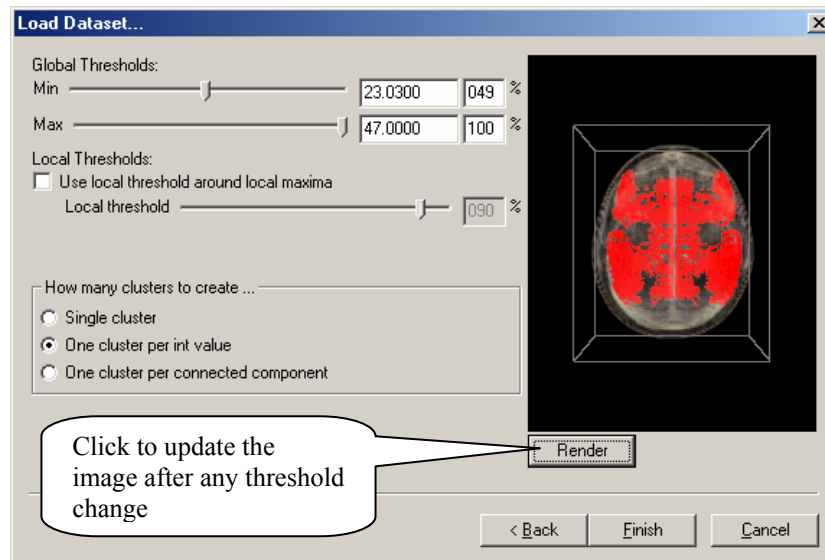 Load Dataset...
Global Thresholds:
Min 23.0300 049 %
Max 47.0000 100 %
Local Thresholds:
Use local threshold around local maxima
Local threshold 090 %
How many clusters to create ...
Single cluster
One cluster per int value
One cluster per connected component
Click to update the
image after any threshold
change
Render
< Back Finish Cancel